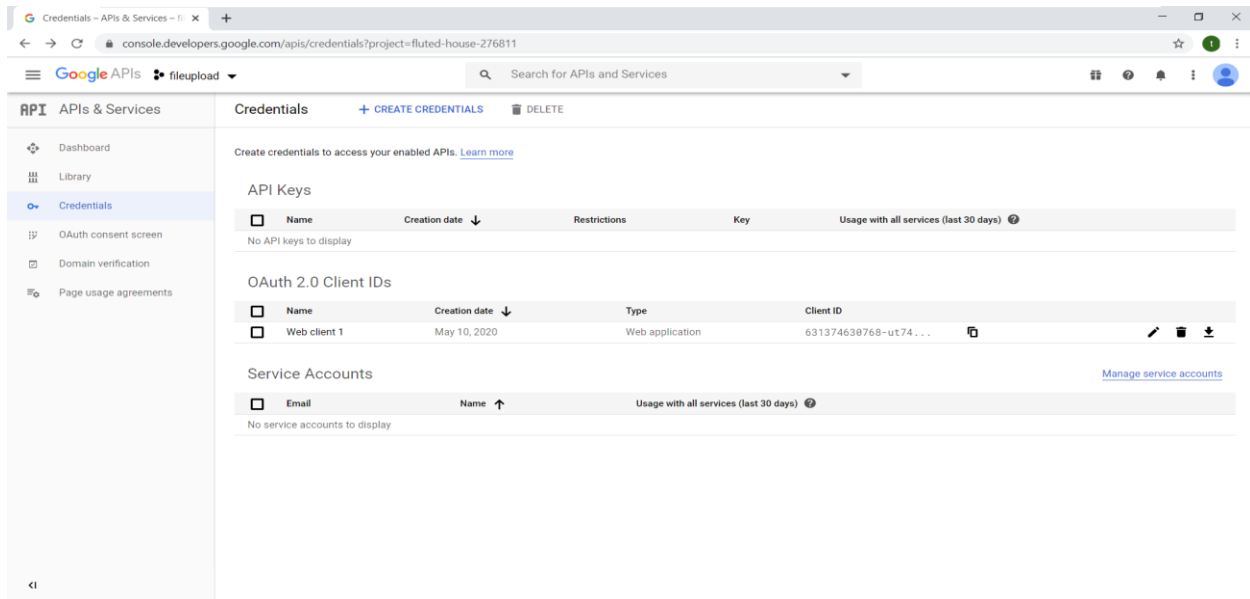 Credentials – APIs & Services – fil
console.developers.google.com/apis/credentials?project=fluted-house-276811
t
Google APIs fileupload Search for APIs and Services
API APIs & Services Credentials + CREATE CREDENTIALS DELETE
Dashboard
Library
Credentials
OAuth consent screen
Domain verification
Page usage agreements
Create credentials to access your enabled APIs. Learn more
API Keys
Name Creation date Restrictions Key Usage with all services (last 30 days)
No API keys to display
OAuth 2.0 Client IDs
Name Creation date Type Client ID
Web client 1 May 10, 2020 Web application 631374630768-ut74...
Service Accounts Manage service accounts
Email Name Usage with all services (last 30 days)
No service accounts to display